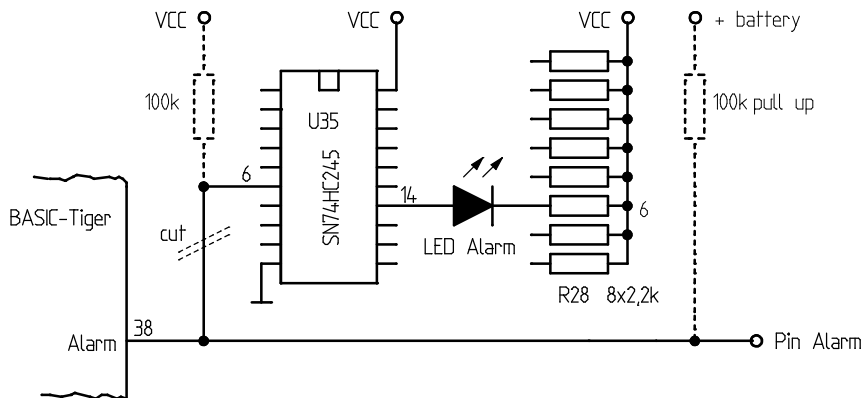 VCC
VCC
VCC
+ battery
100k
100k pull up
U35
SN74HC245
6
14
6
BASIC-Tiger
cut
LED Alarm
R28 8x2,2k
38
Alarm
Pin Alarm